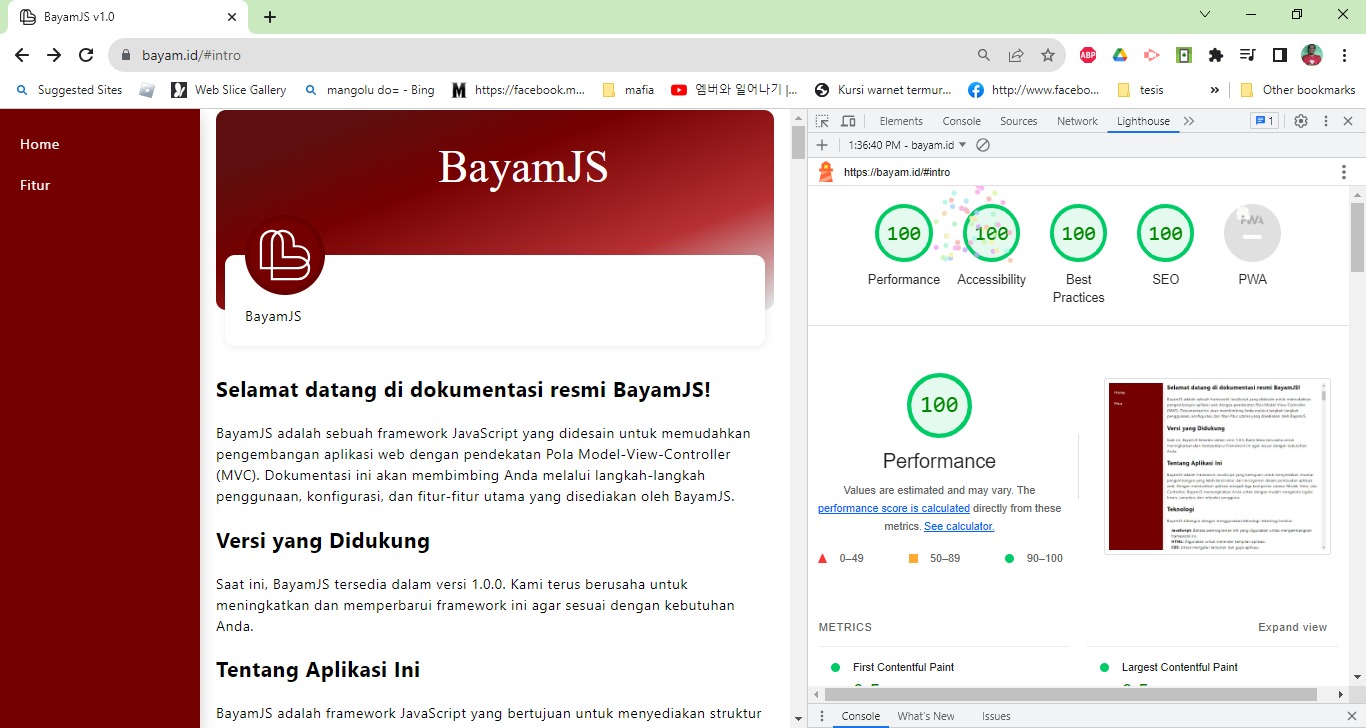 BayamJS v1.0
bayam.id/#intro
ABP
Suggested Sites
Web Slice Gallery
mangolu do= - Bing
https://facebook.m...
mafia
엠버와 일어나기 |...
Kursi warnet termur...
http://www.facebo...
tesis
»
Other bookmarks
Home
Fitur
BayamJS
BayamJS
Selamat datang di dokumentasi resmi BayamJS!
BayamJS adalah sebuah framework JavaScript yang didesain untuk memudahkan
pengembangan aplikasi web dengan pendekatan Pola Model-View-Controller
(MVC). Dokumentasi ini akan membimbing Anda melalui langkah-langkah
penggunaan, konfigurasi, dan fitur-fitur utama yang disediakan oleh BayamJS.
Versi yang Didukung
Saat ini, BayamJS tersedia dalam versi 1.0.0. Kami terus berusaha untuk
meningkatkan dan memperbarui framework ini agar sesuai dengan kebutuhan
Anda.
Tentang Aplikasi Ini
BayamJS adalah framework JavaScript yang bertujuan untuk menyediakan struktur
Elements Console Sources Network Lighthouse
1
1:36:40 PM - bayam.id
https://bayam.id/#intro
100 100 100 100 PWA
Performance Accessibility Best Practices SEO PWA
100
Performance
Values are estimated and may vary. The
performance score is calculated directly from these
metrics. See calculator.
0–49 50–89 90–100
Selamat datang di dokumentasi resmi BayamJS!
Versi yang Didukung
Tentang Aplikasi Ini
Teknologi
METRICS
Expand view
First Contentful Paint
Largest Contentful Paint
Console What's New Issues